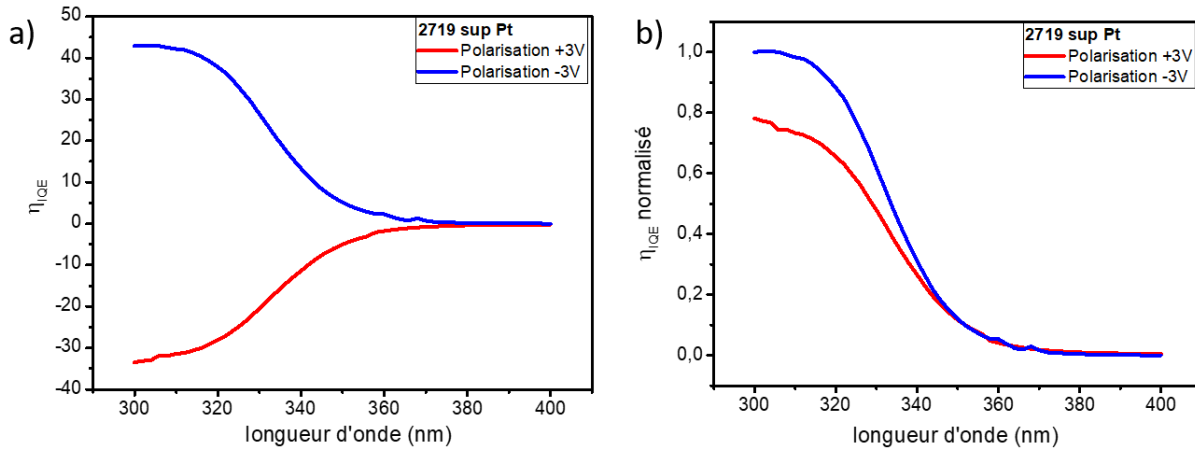 a)
50
40
30
20
10
0
-10
-20
-30
-40
ηIQE
2719 sup Pt
Polarisation +3V
Polarisation -3V
300
320
340
360
380
400
longueur d'onde (nm)
b)
1,0
0,8
0,6
0,4
0,2
0,0
ηIQE normalisé
2719 sup Pt
Polarisation +3V
Polarisation -3V
300
320
340
360
380
400
longueur d'onde (nm)